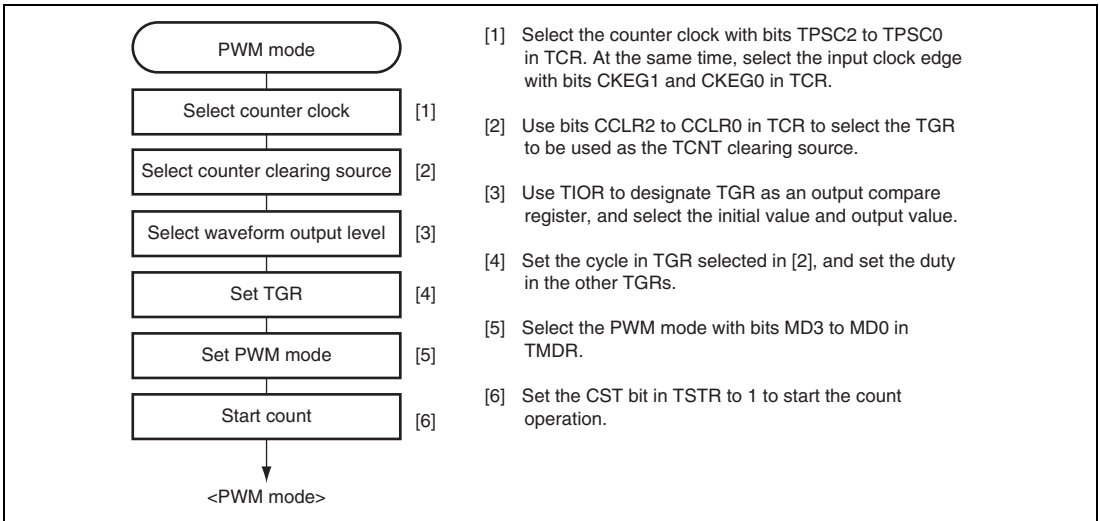 PWM mode
Select counter clock [1]
Select counter clearing source [2]
Select waveform output level [3]
Set TGR [4]
Set PWM mode [5]
Start count [6]
<PWM mode>
[1] Select the counter clock with bits TPSC2 to TPSC0
in TCR. At the same time, select the input clock edge
with bits CKEG1 and CKEG0 in TCR.
[2] Use bits CCLR2 to CCLR0 in TCR to select the TGR
to be used as the TCNT clearing source.
[3] Use TIOR to designate TGR as an output compare
register, and select the initial value and output value.
[4] Set the cycle in TGR selected in [2], and set the duty
in the other TGRs.
[5] Select the PWM mode with bits MD3 to MD0 in
TMDR.
[6] Set the CST bit in TSTR to 1 to start the count
operation.